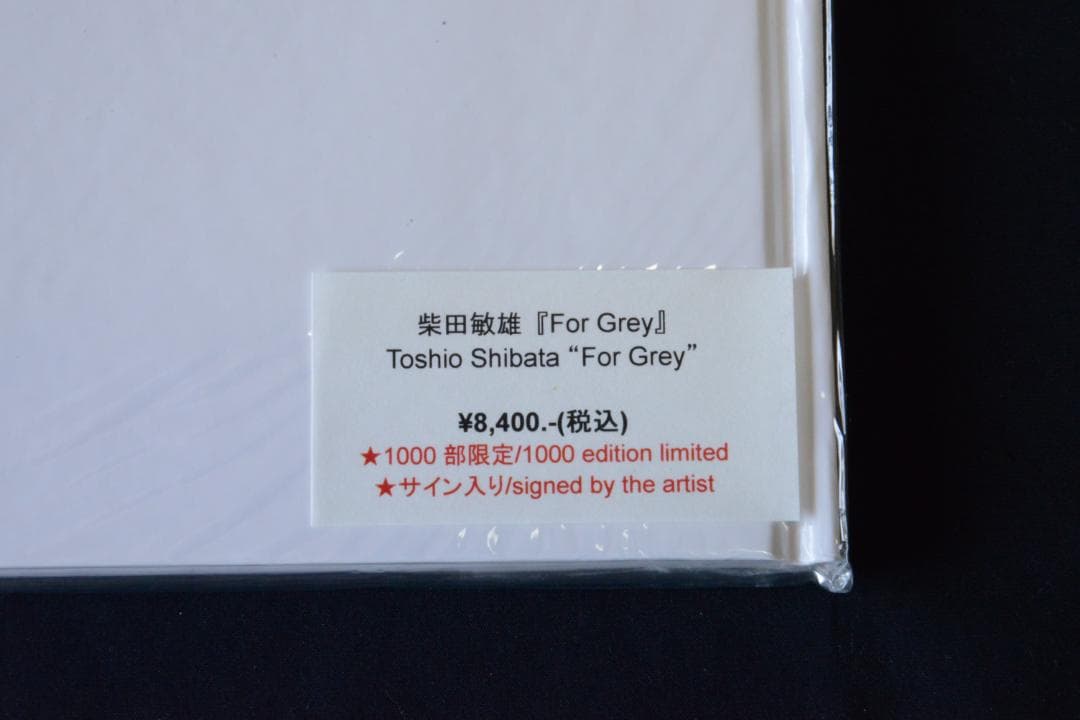 柴田敏雄『For Grey』
Toshio Shibata “For Grey”
¥8,400.-(税込)
★1000 部限定/1000 edition limited
★サイン入り/signed by the artist